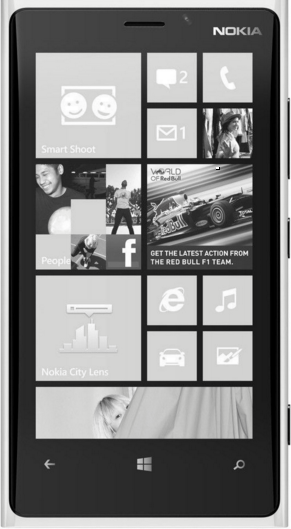 NOKIA
2
Smart Shoot
1
WORLD
OF Red Bull
People
f
GET THE LATEST ACTION FROM
THE RED BULL F1 TEAM.
Nokia City Lens